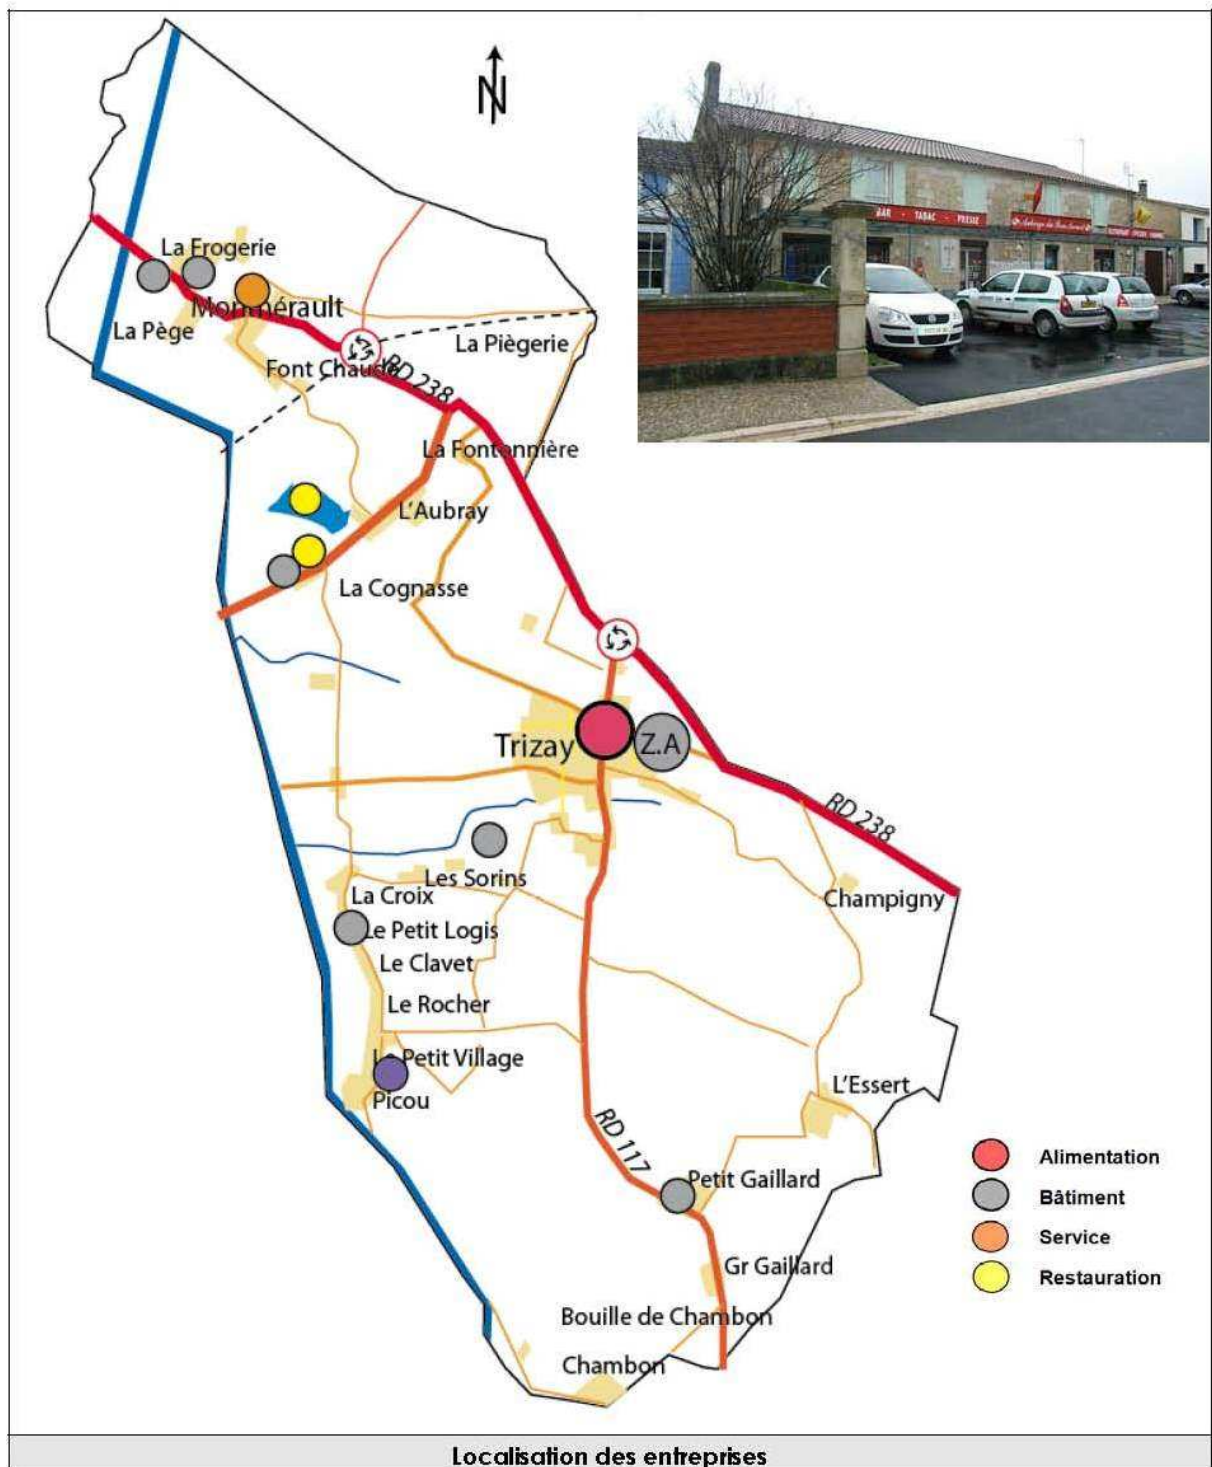 N
BAR - TABAC - PRESSE
La Frogerie
Montmérault
La Pège
La Piègerie
Font Chaude
RD 238
La Fontonnière
L'Aubray
La Cognasse
Trizay
Z.A
RD 238
Les Sorins
La Croix
Champigny
Le Petit Logis
Le Clavet
Le Rocher
Le Petit Village
L'Essert
Picou
RD 117
Petit Gaillard
Alimentation
Bâtiment
Service
Gr Gaillard
Restauration
Bouille de Chambon
Chambon
Localisation des entreprises